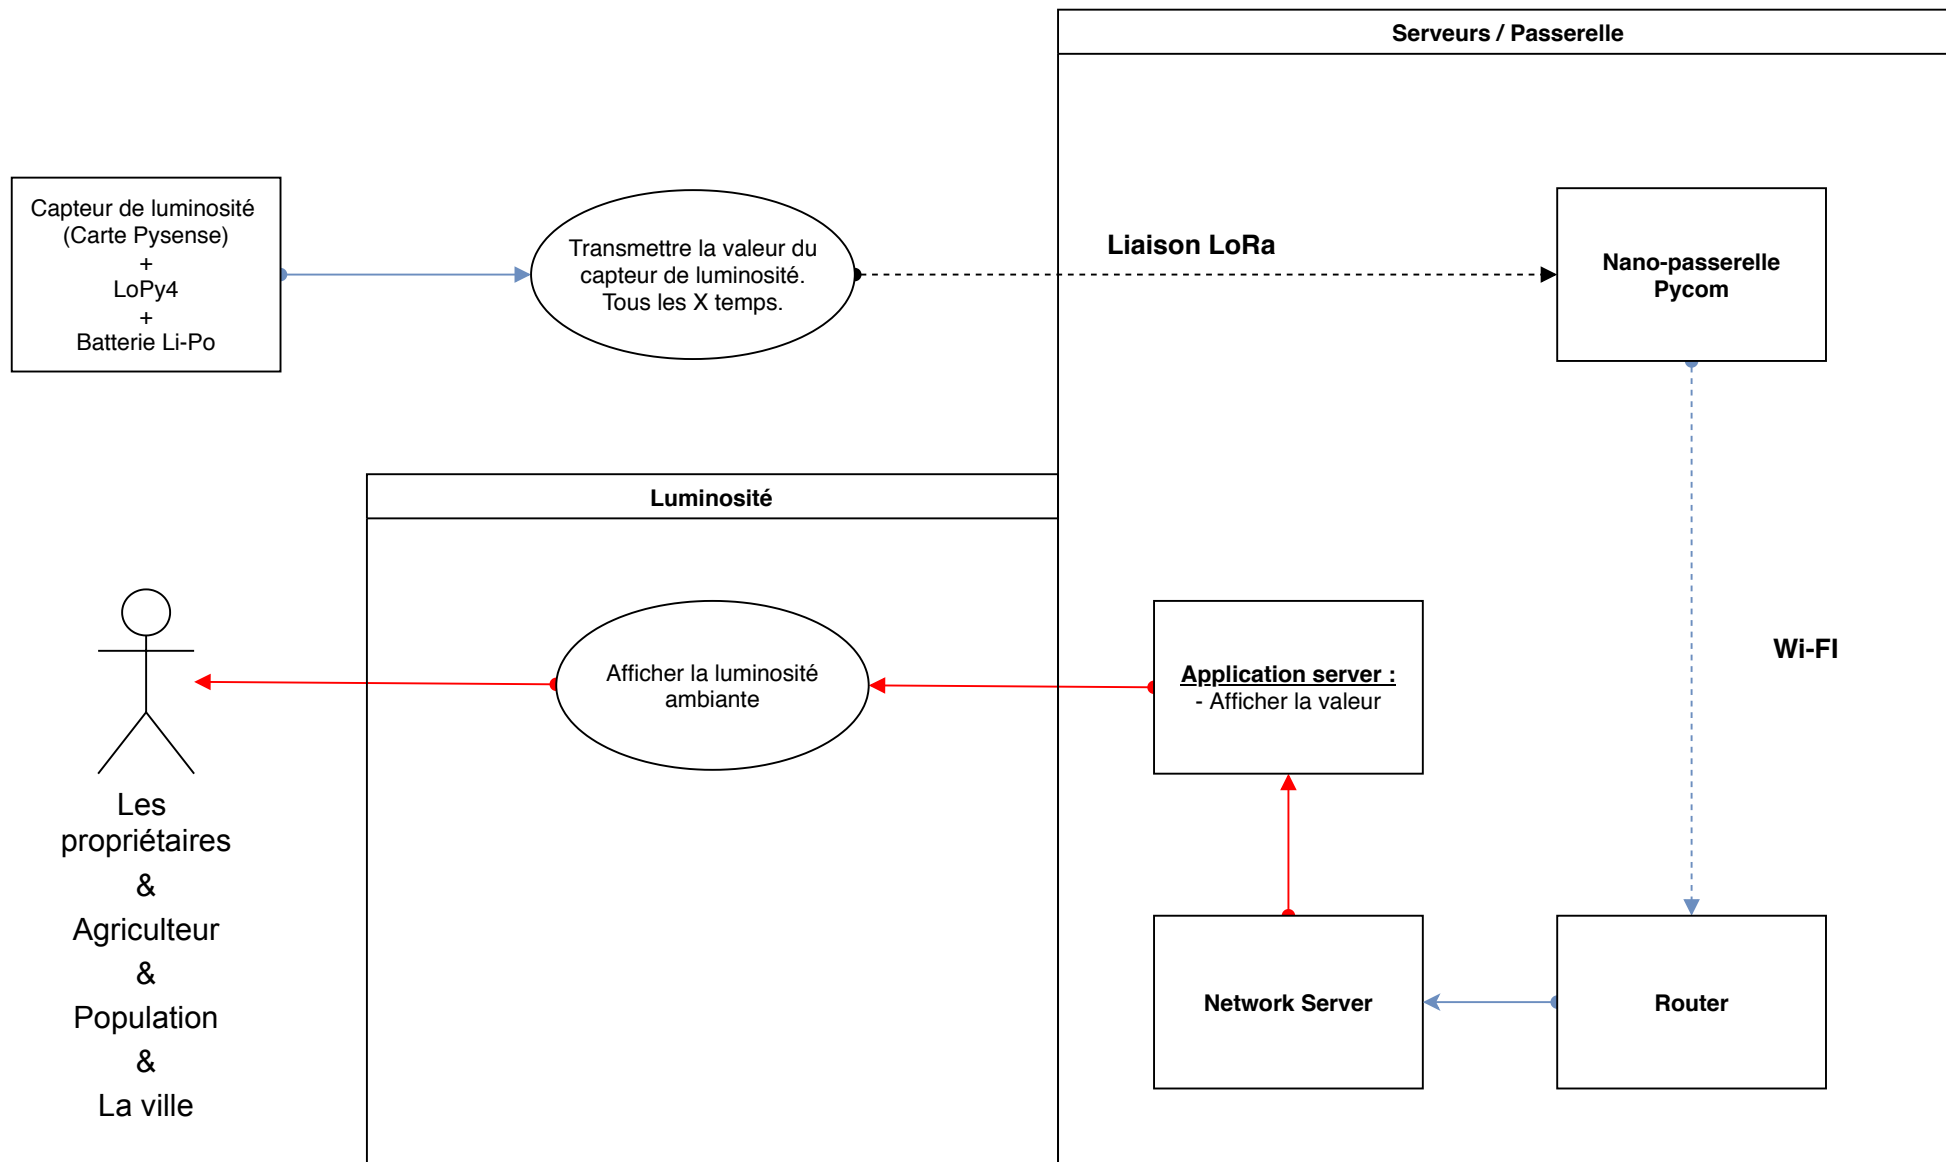 Serveurs / Passerelle
Capteur de luminosité
(Carte Pysense)
+
LoPy4
+
Batterie Li-Po
Transmettre la valeur du
capteur de luminosité.
Tous les X temps.
Liaison LoRa
Nano-passerelle
Pycom
Luminosité
Wi-FI
Afficher la luminosité
ambiante
Application server :
- Afficher la valeur
Les
propriétaires
&
Agriculteur
&
Population
&
La ville
Network Server
Router